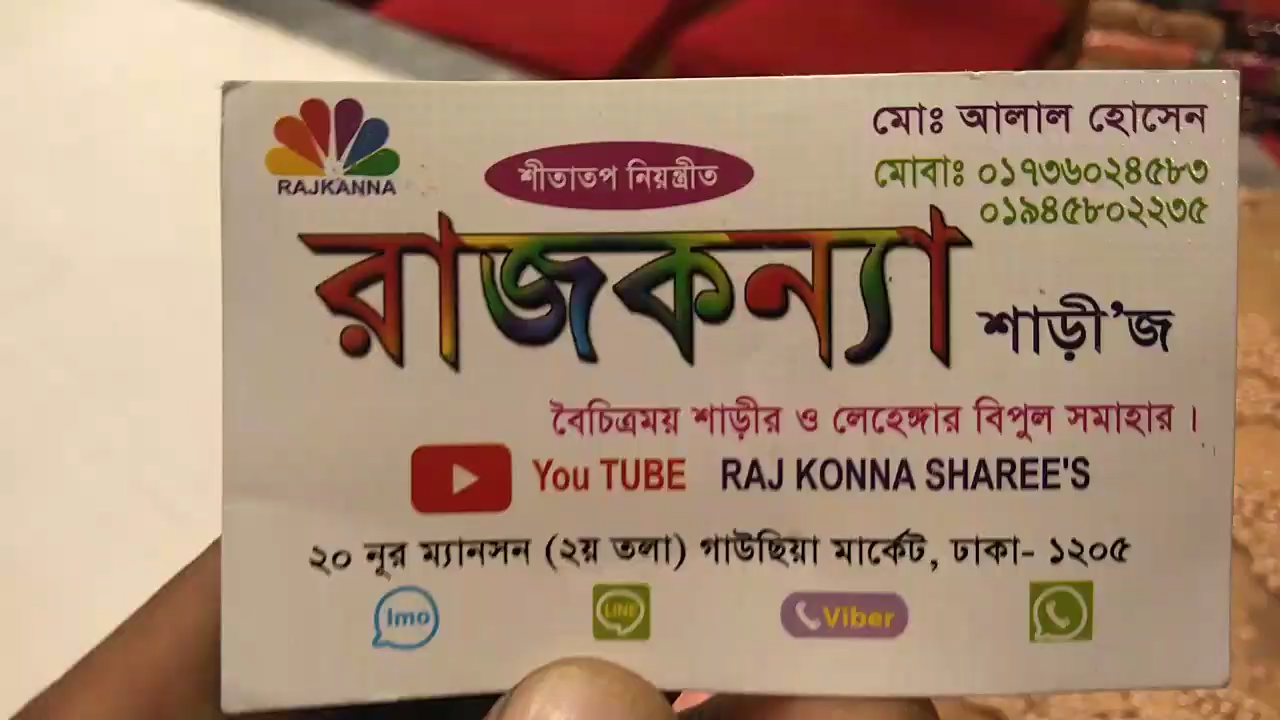 RAJKANNA
শীতাতপ নিয়ন্ত্রীত
মোঃ আলাল হোসেন
মোবাঃ ০১৭৩৬০২৪৫৮৩
০১৯৪৫৮০২২৩৫
রাজকন্যা শাড়ী'জ
বৈচিত্রময় শাড়ীর ও লেহেঙ্গার বিপুল সমাহার ।
You TUBE RAJ KONNA SHAREE'S
২০ নূর ম্যানসন (২য় তলা) গাউছিয়া মার্কেট, ঢাকা- ১২০৫
Imo LINE Viber